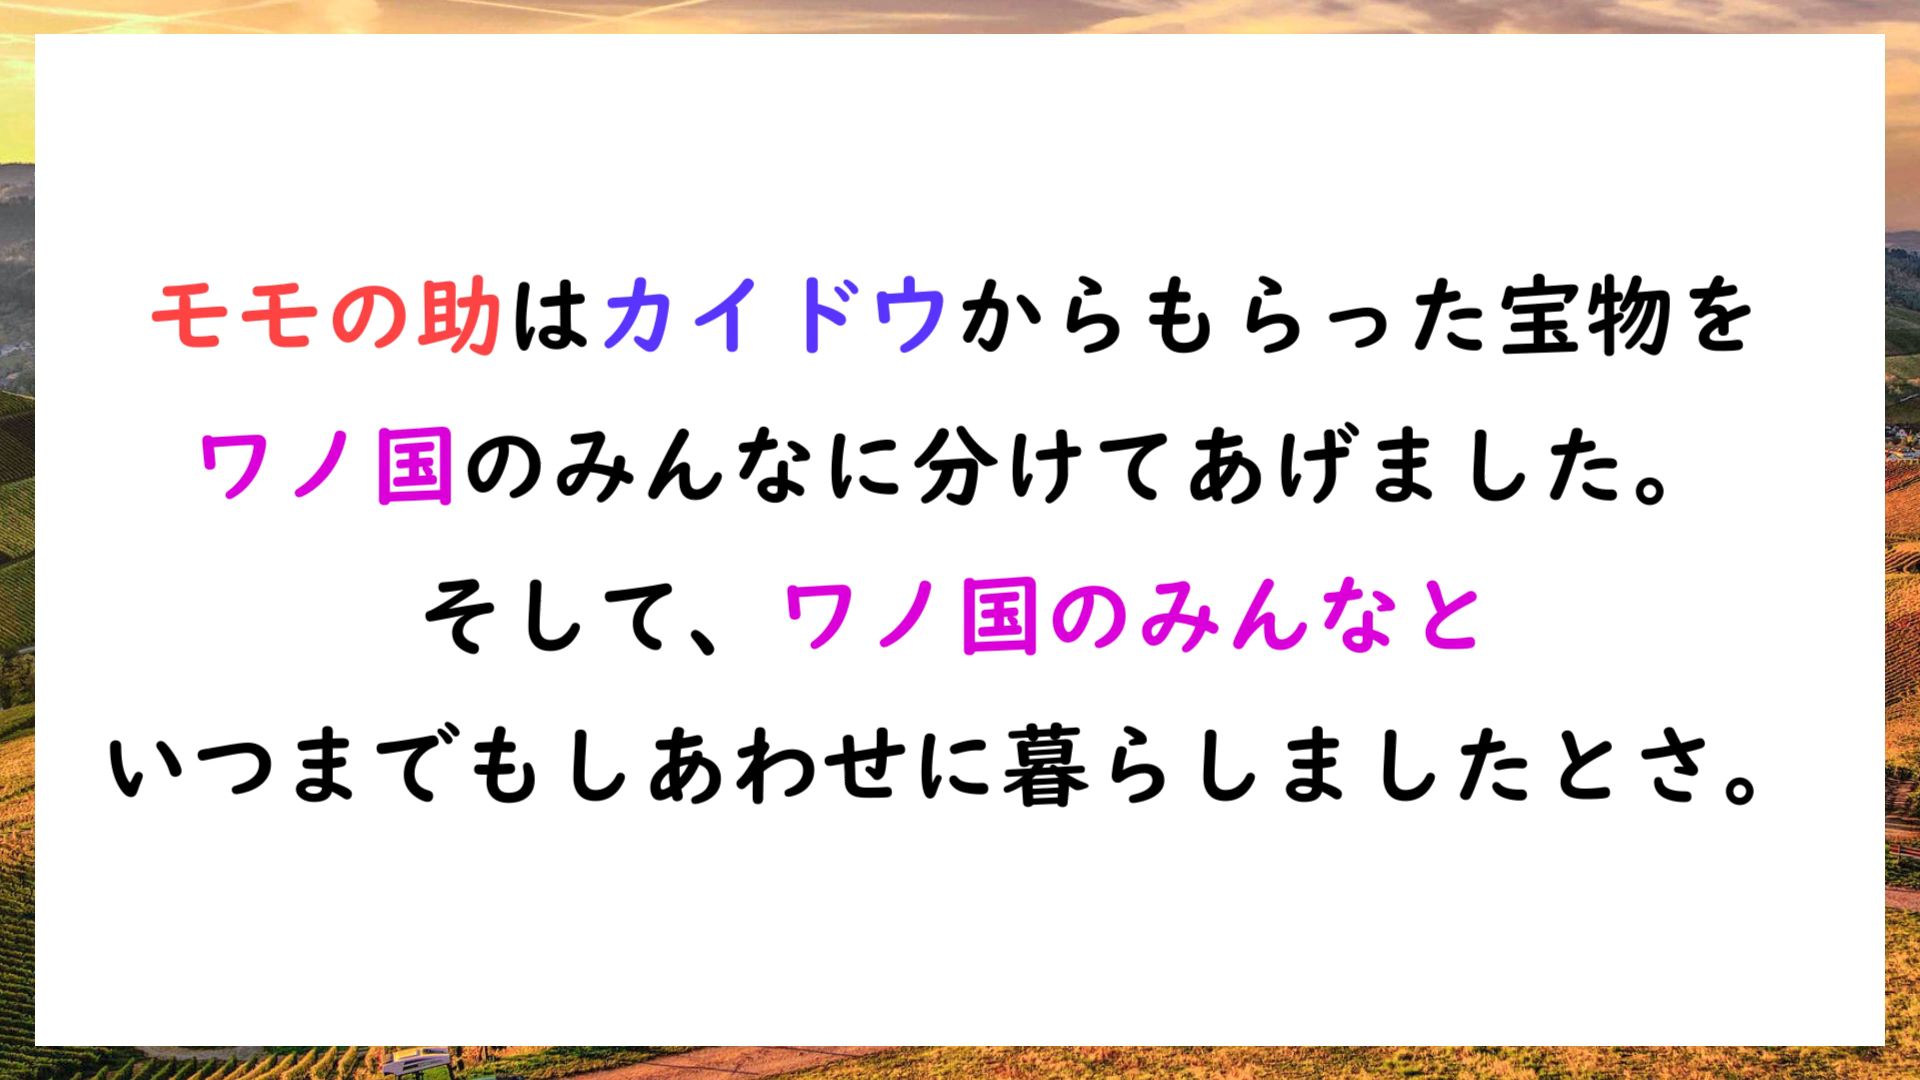 モモの助はカイドウからもらった宝物を
ワノ国のみんなに分けてあげました。
そして、ワノ国のみんなと
いつまでもしあわせに暮らしましたとさ。